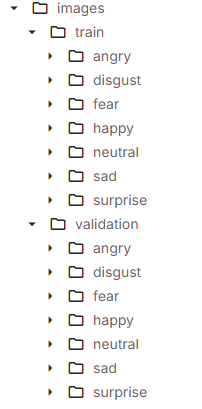 images
train
angry
disgust
fear
happy
neutral
sad
surprise
validation
angry
disgust
fear
happy
neutral
sad
surprise